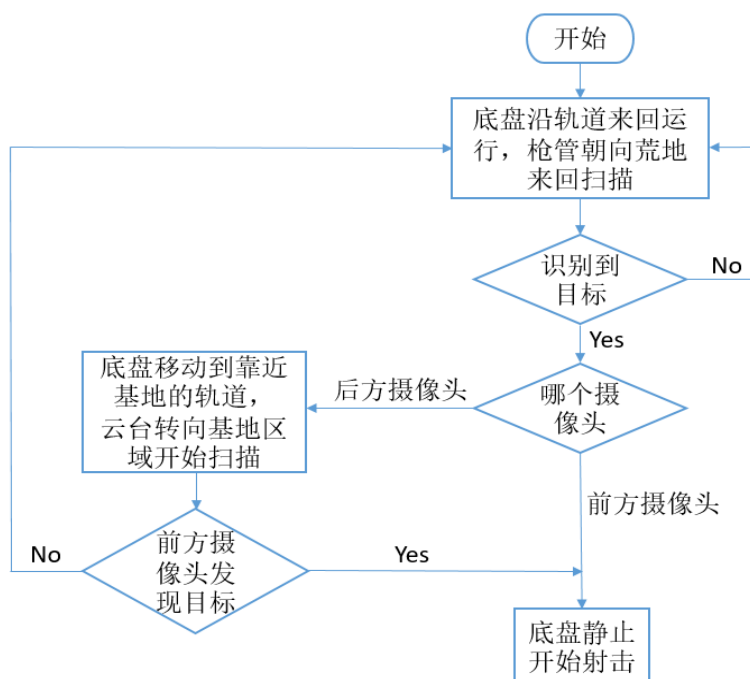 开始
底盘沿轨道来回运
行，枪管朝向荒地
来回扫描
识别到
目标
No
Yes
哪个摄
像头
后方摄像头
底盘移动到靠近
基地的轨道，
云台转向基地区
域开始扫描
前方摄像头
前方摄
像头发
现目标
No
Yes
底盘静止
开始射击